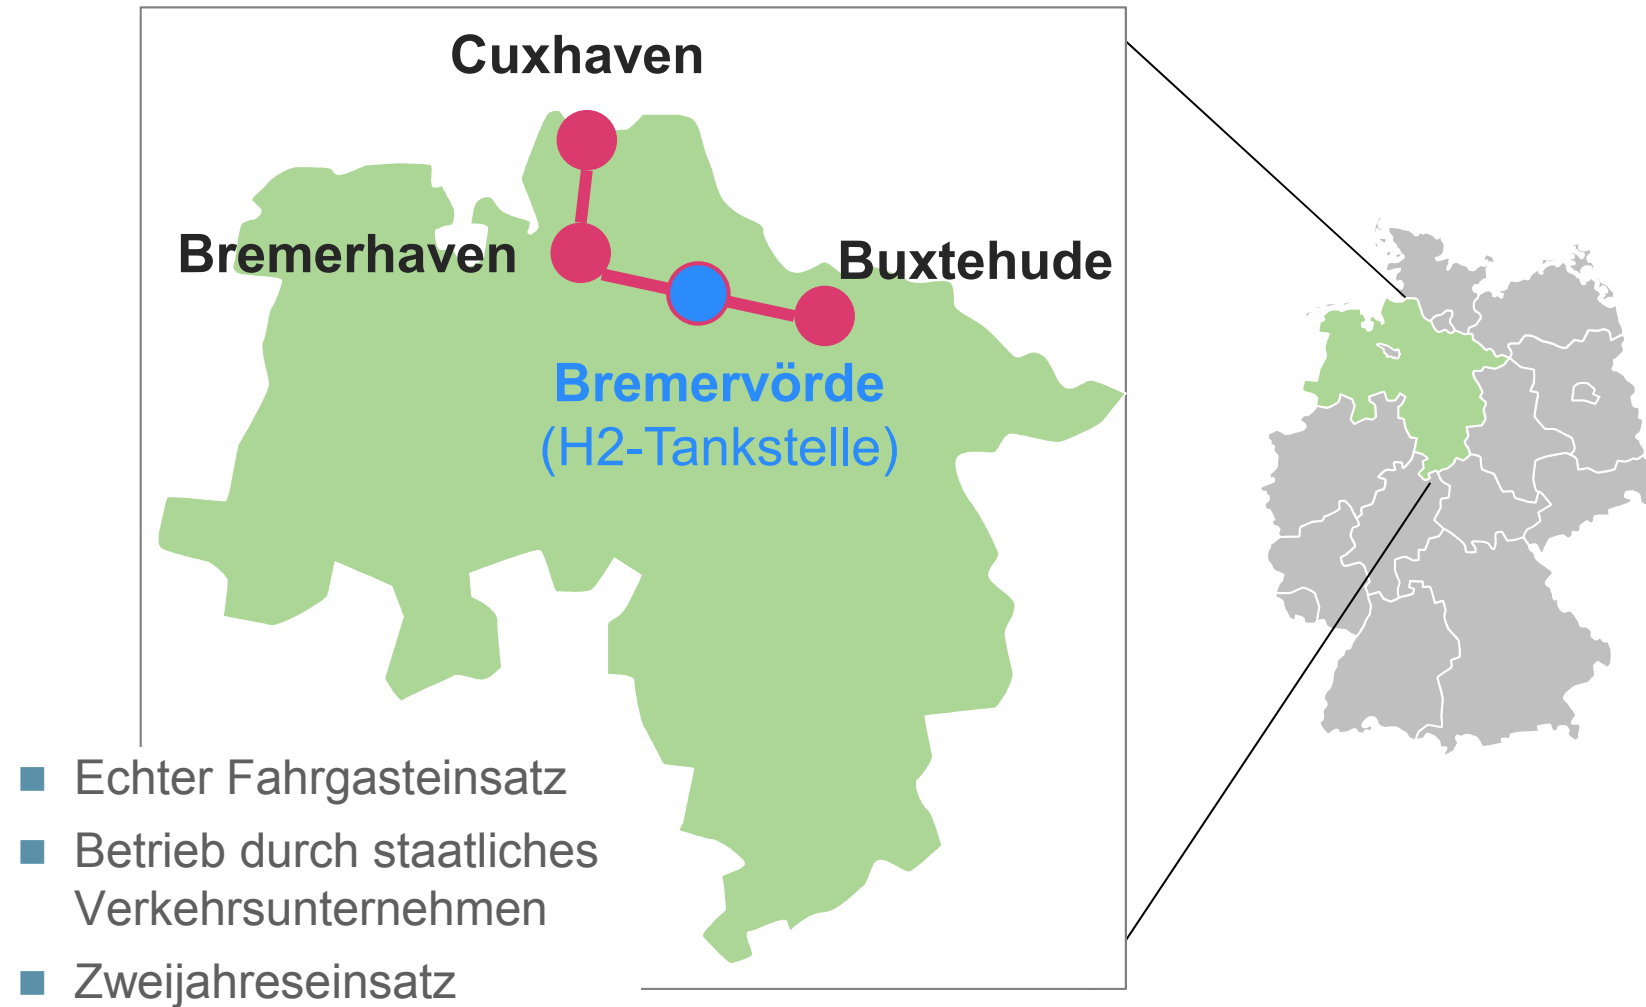 Cuxhaven
Bremerhaven
Buxtehude
Bremervörde
(H2-Tankstelle)
Echter Fahrgasteinsatz
Betrieb durch staatliches
Verkehrsunternehmen
Zweijahreseinsatz